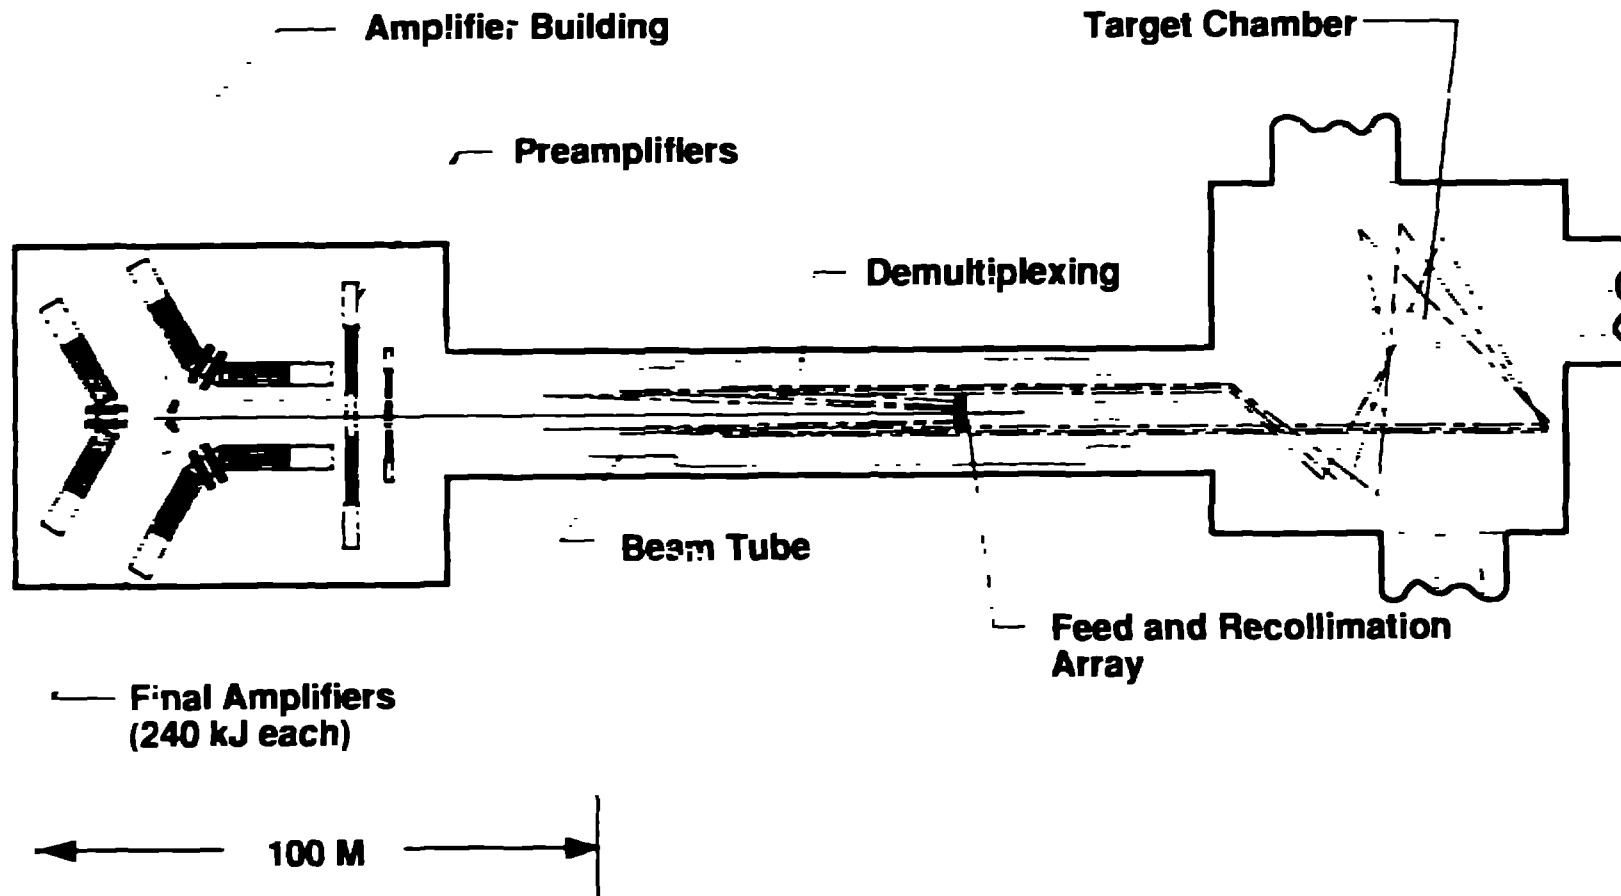 Amplifier Building
Target Chamber
Preamplifiers
Demultiplexing
Beam Tube
Feed and Recollimation
Array
Final Amplifiers
(240 kJ each)
100 M